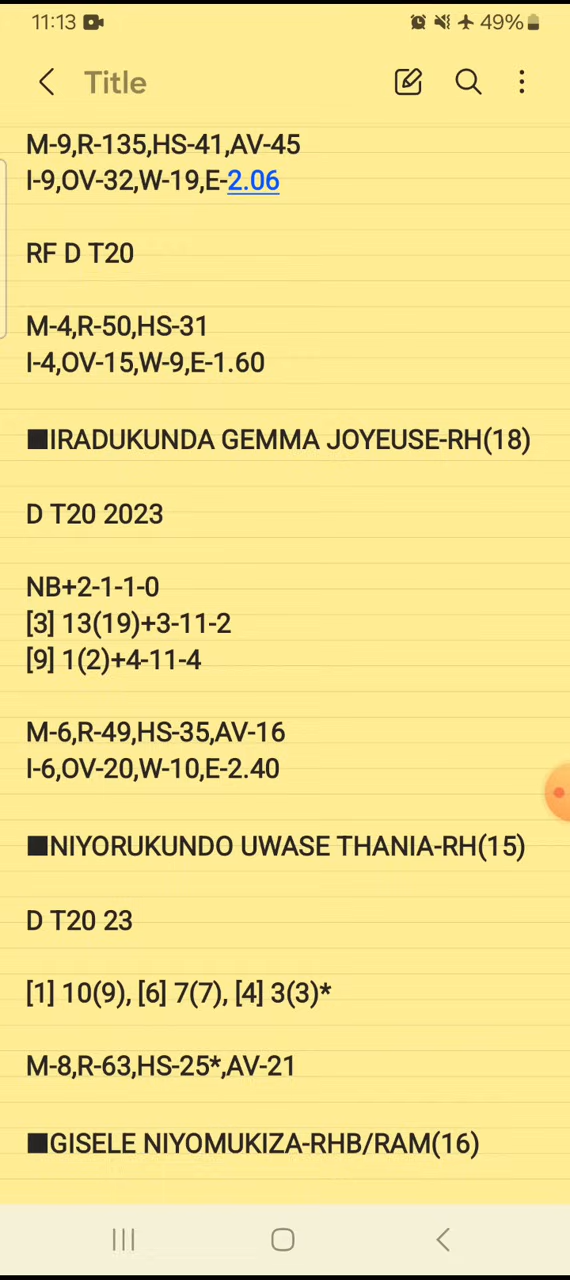 11:13
49%
Title
M-9,R-135,HS-41,AV-45
I-9,OV-32,W-19,E-2.06
RF D T20
M-4,R-50,HS-31
I-4,OV-15,W-9,E-1.60
■IRADUKUNDA GEMMA JOYEUSE-RH(18)
D T20 2023
NB+2-1-1-0
[3] 13(19)+3-11-2
[9] 1(2)+4-11-4
M-6,R-49,HS-35,AV-16
I-6,OV-20,W-10,E-2.40
■NIYORUKUNDO UWASE THANIA-RH(15)
D T20 23
[1] 10(9), [6] 7(7), [4] 3(3)*
M-8,R-63,HS-25*,AV-21
■GISELE NIYOMUKIZA-RHB/RAM(16)